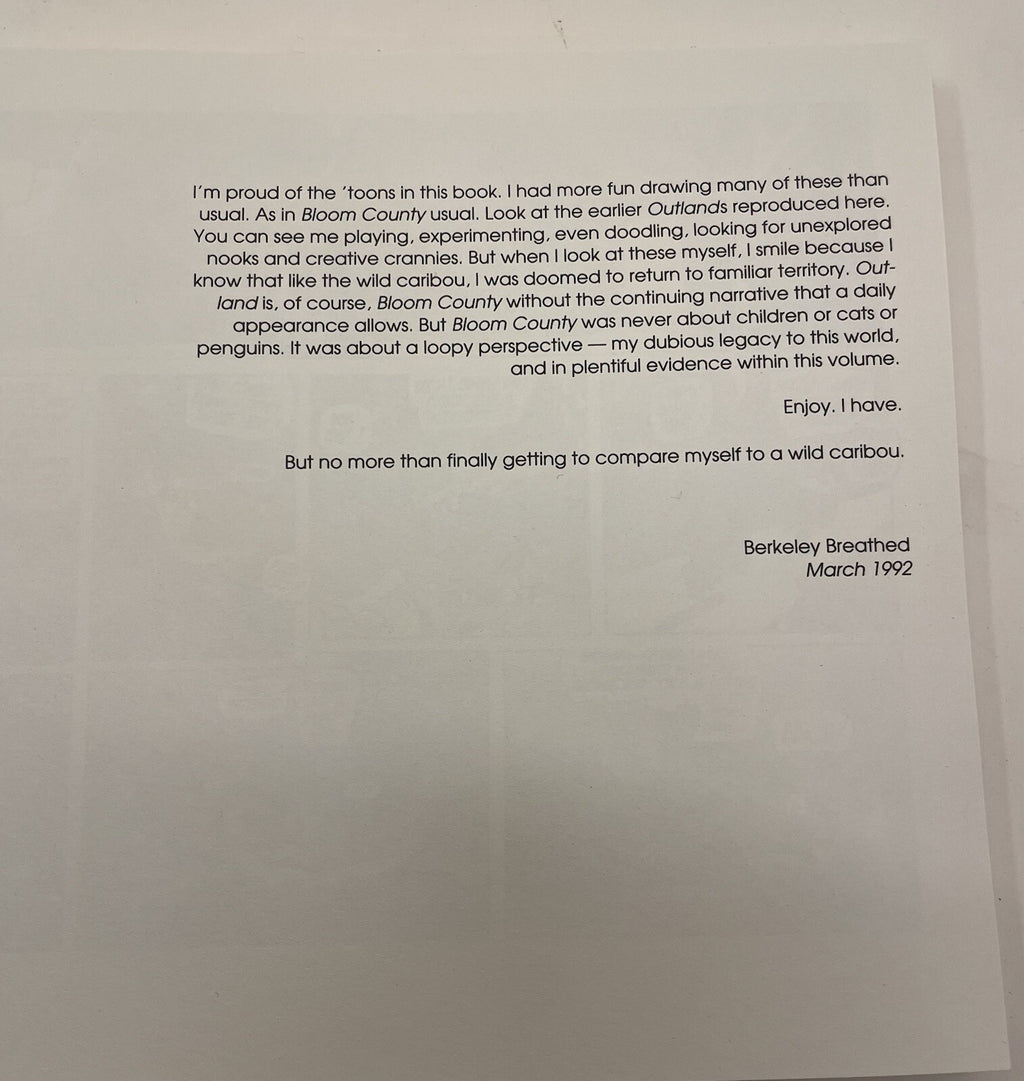 I'm proud of the 'toons in this book. I had more fun drawing many of these than
usual. As in Bloom County usual. Look at the earlier Outlands reproduced here.
You can see me playing, experimenting, even doodling, looking for unexplored
nooks and creative crannies. But when I look at these myself, I smile because I
know that like the wild caribou, I was doomed to return to familiar territory. Out-
land is, of course, Bloom County without the continuing narrative that a daily
appearance allows. But Bloom County was never about children or cats or
penguins. It was about a loopy perspective — my dubious legacy to this world,
and in plentiful evidence within this volume.
Enjoy. I have.
But no more than finally getting to compare myself to a wild caribou.
Berkeley Breathed
March 1992